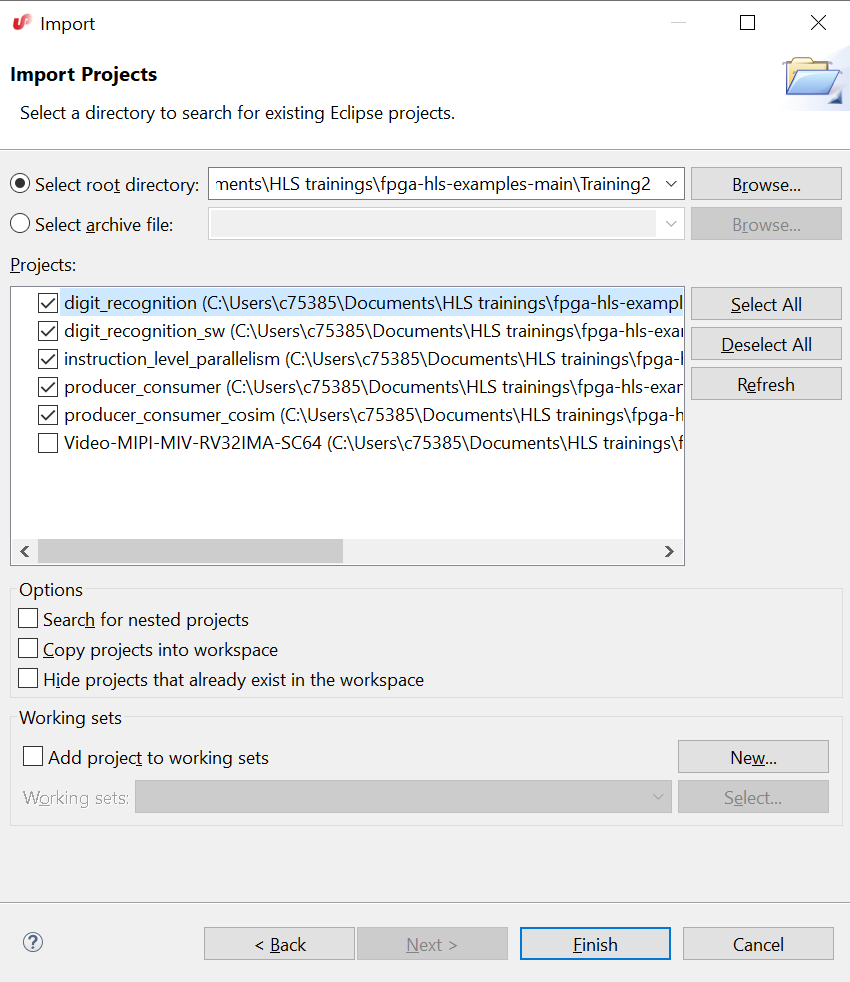 Import
Import Projects
Select a directory to search for existing Eclipse projects.
Select root directory: ments\HLS trainings\fpga-hls-examples-main\Training2 Browse...
Select archive file: Browse...
Projects:
digit_recognition (C:\Users\c75385\Documents\HLS trainings\fpga-hls-exampl
Select All
digit_recognition_sw (C:\Users\c75385\Documents\HLS trainings\fpga-hls-exar
Deselect All
instruction_level_parallelism (C:\Users\c75385\Documents\HLS trainings\fpga-h
Refresh
producer_consumer (C:\Users\c75385\Documents\HLS trainings\fpga-hls-exar
producer_consumer_cosim (C:\Users\c75385\Documents\HLS trainings\fpga-h
Video-MIPI-MIV-RV32IMA-SC64 (C:\Users\c75385\Documents\HLS trainings\f
Options
Search for nested projects
Copy projects into workspace
Hide projects that already exist in the workspace
Working sets
Add project to working sets New...
Working sets: Select...
? < Back Next > Finish Cancel